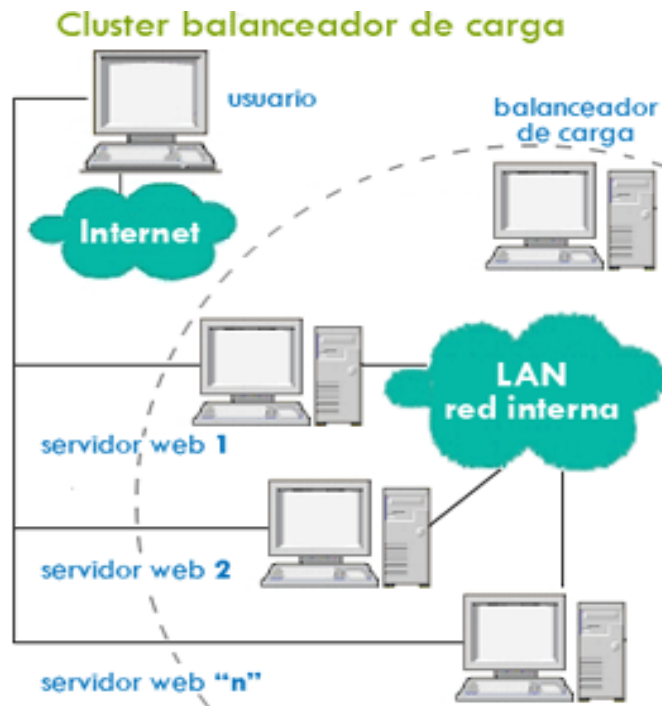 Cluster balanceador de carga
usuario
balanceador
de carga
Internet
LAN
red interna
servidor web 1
servidor web 2
servidor web “n”